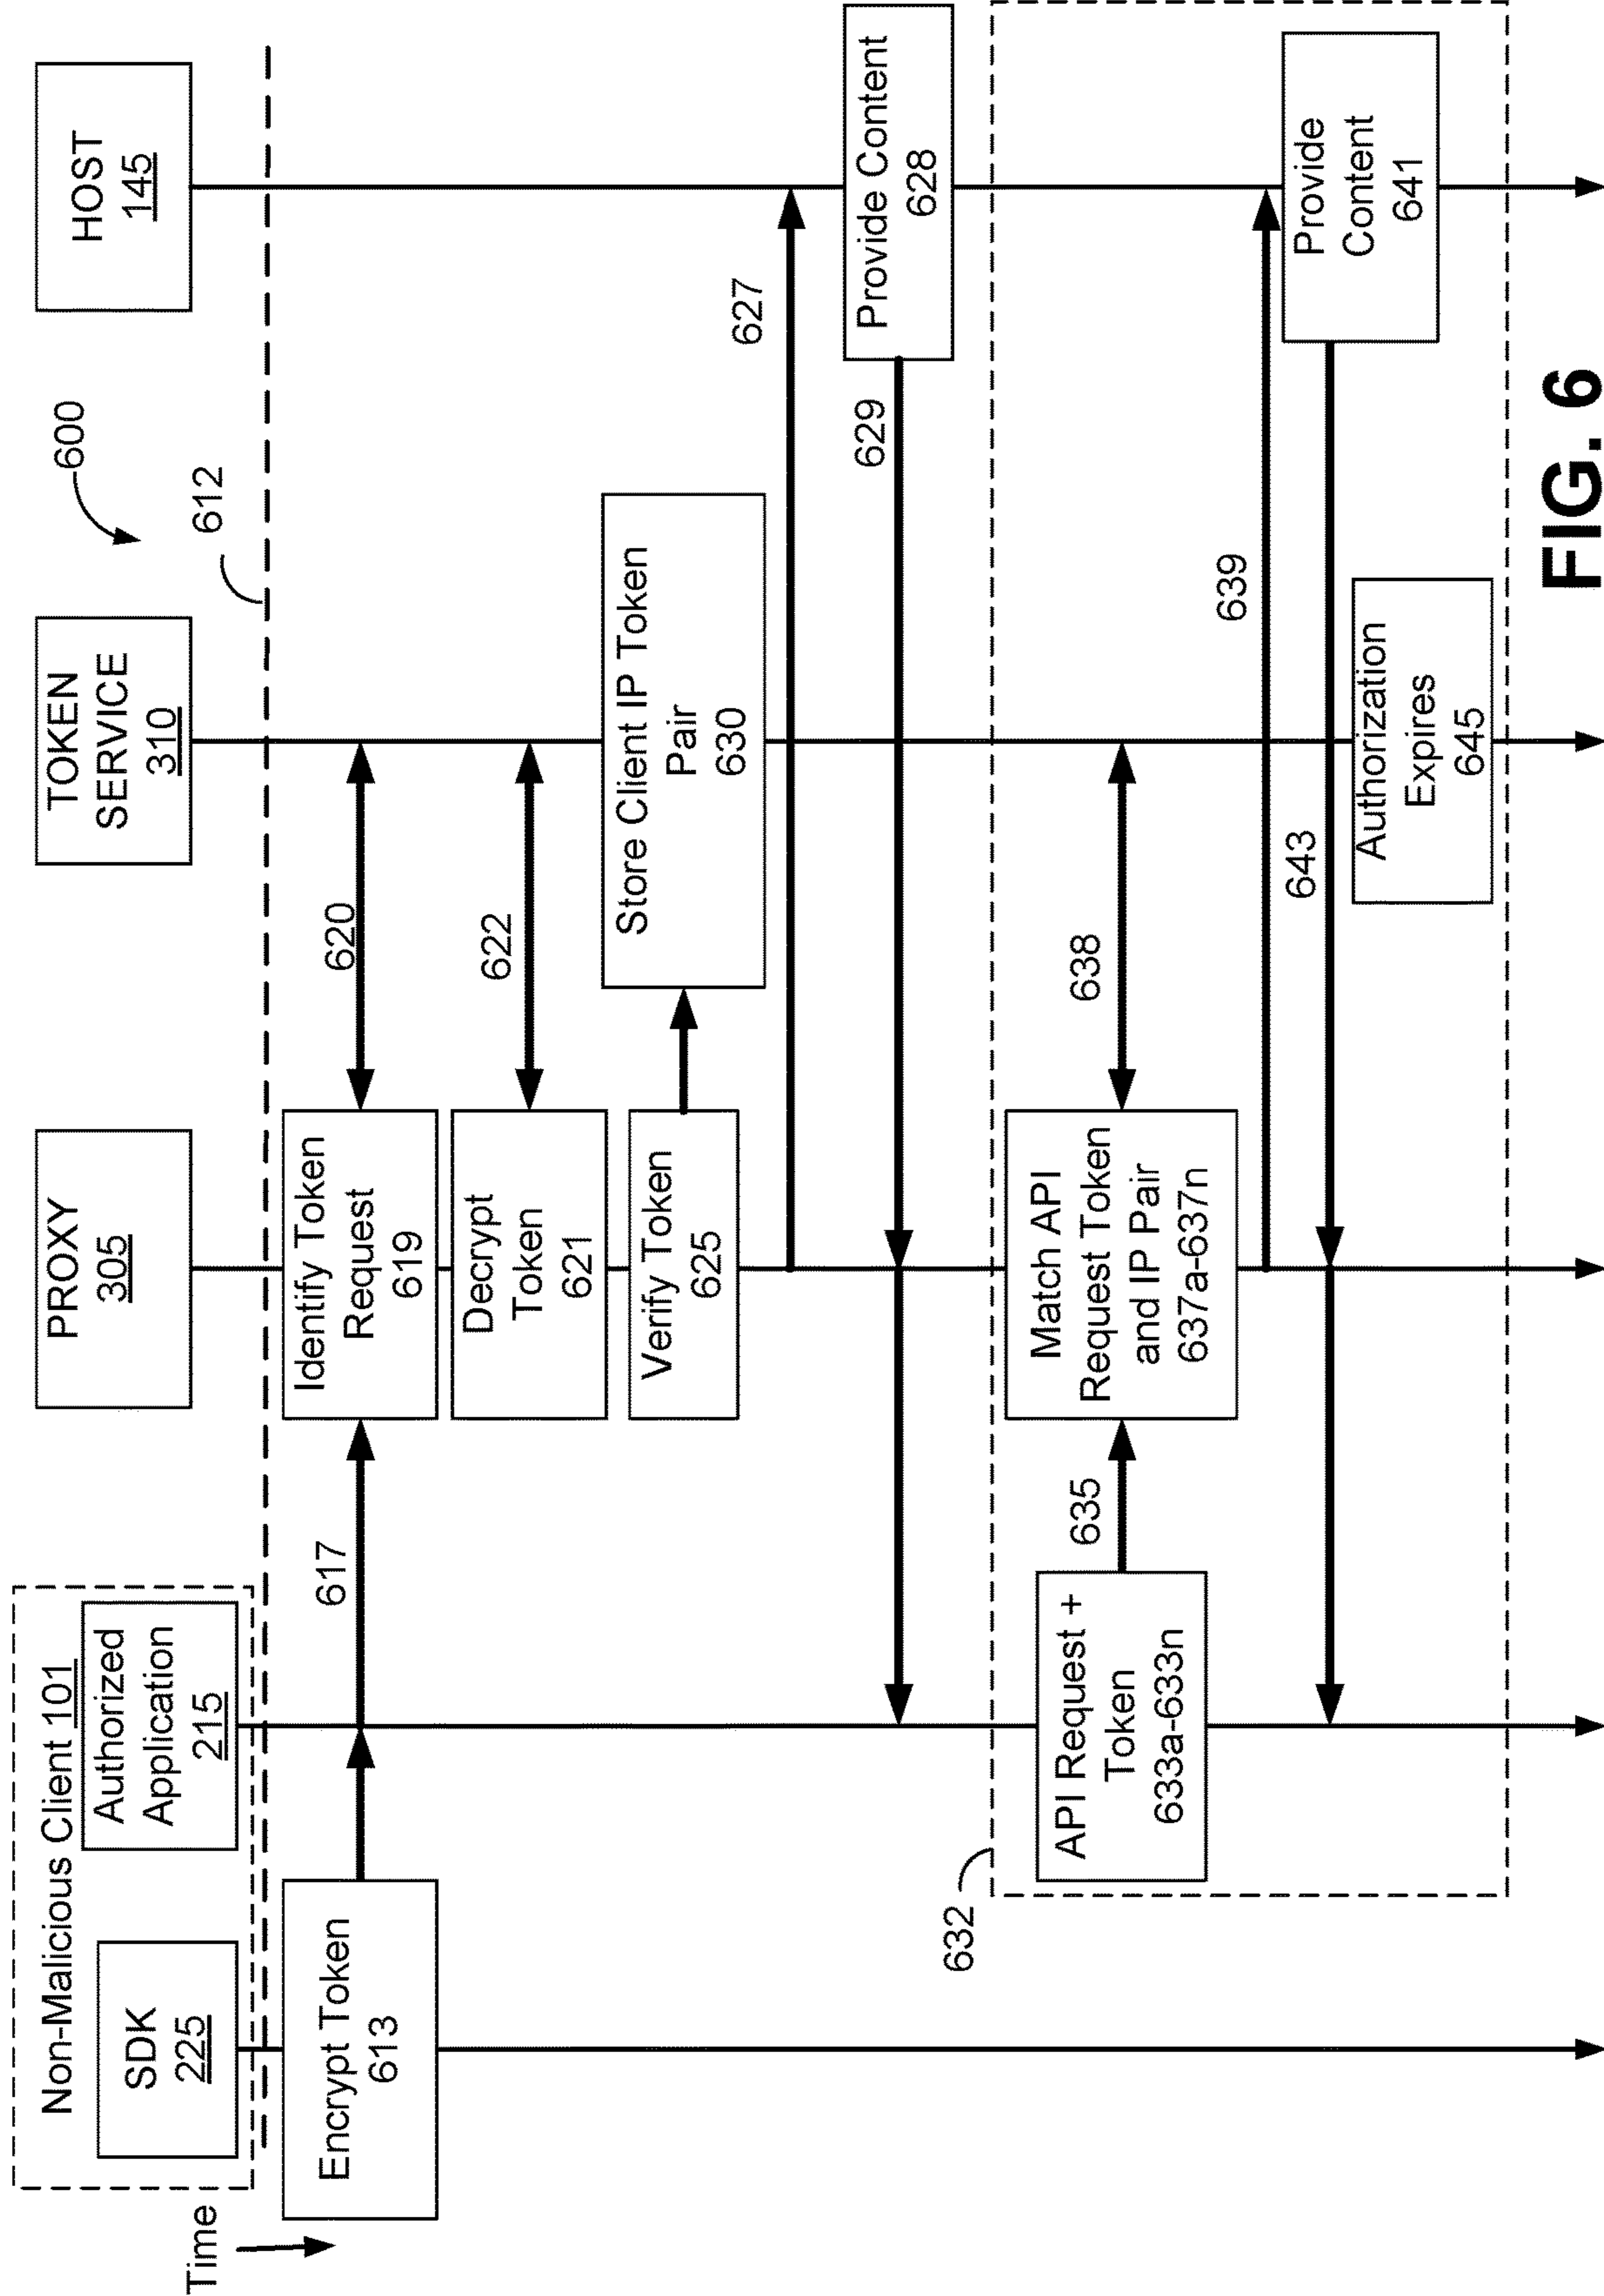 600
Non-Malicious Client 101
SDK
225
Authorized
Application
215
PROXY
305
TOKEN
SERVICE
310
HOST
145
Time
612
Encrypt Token
613
617
Identify Token
Request
619
620
Decrypt
Token
621
622
Verify Token
625
Store Client IP Token
Pair
630
627
Provide Content
628
629
632
API Request +
Token
633a-633n
635
Match API
Request Token
and IP Pair
637a-637n
638
639
Provide
Content
641
643
Authorization
Expires
645
FIG. 6